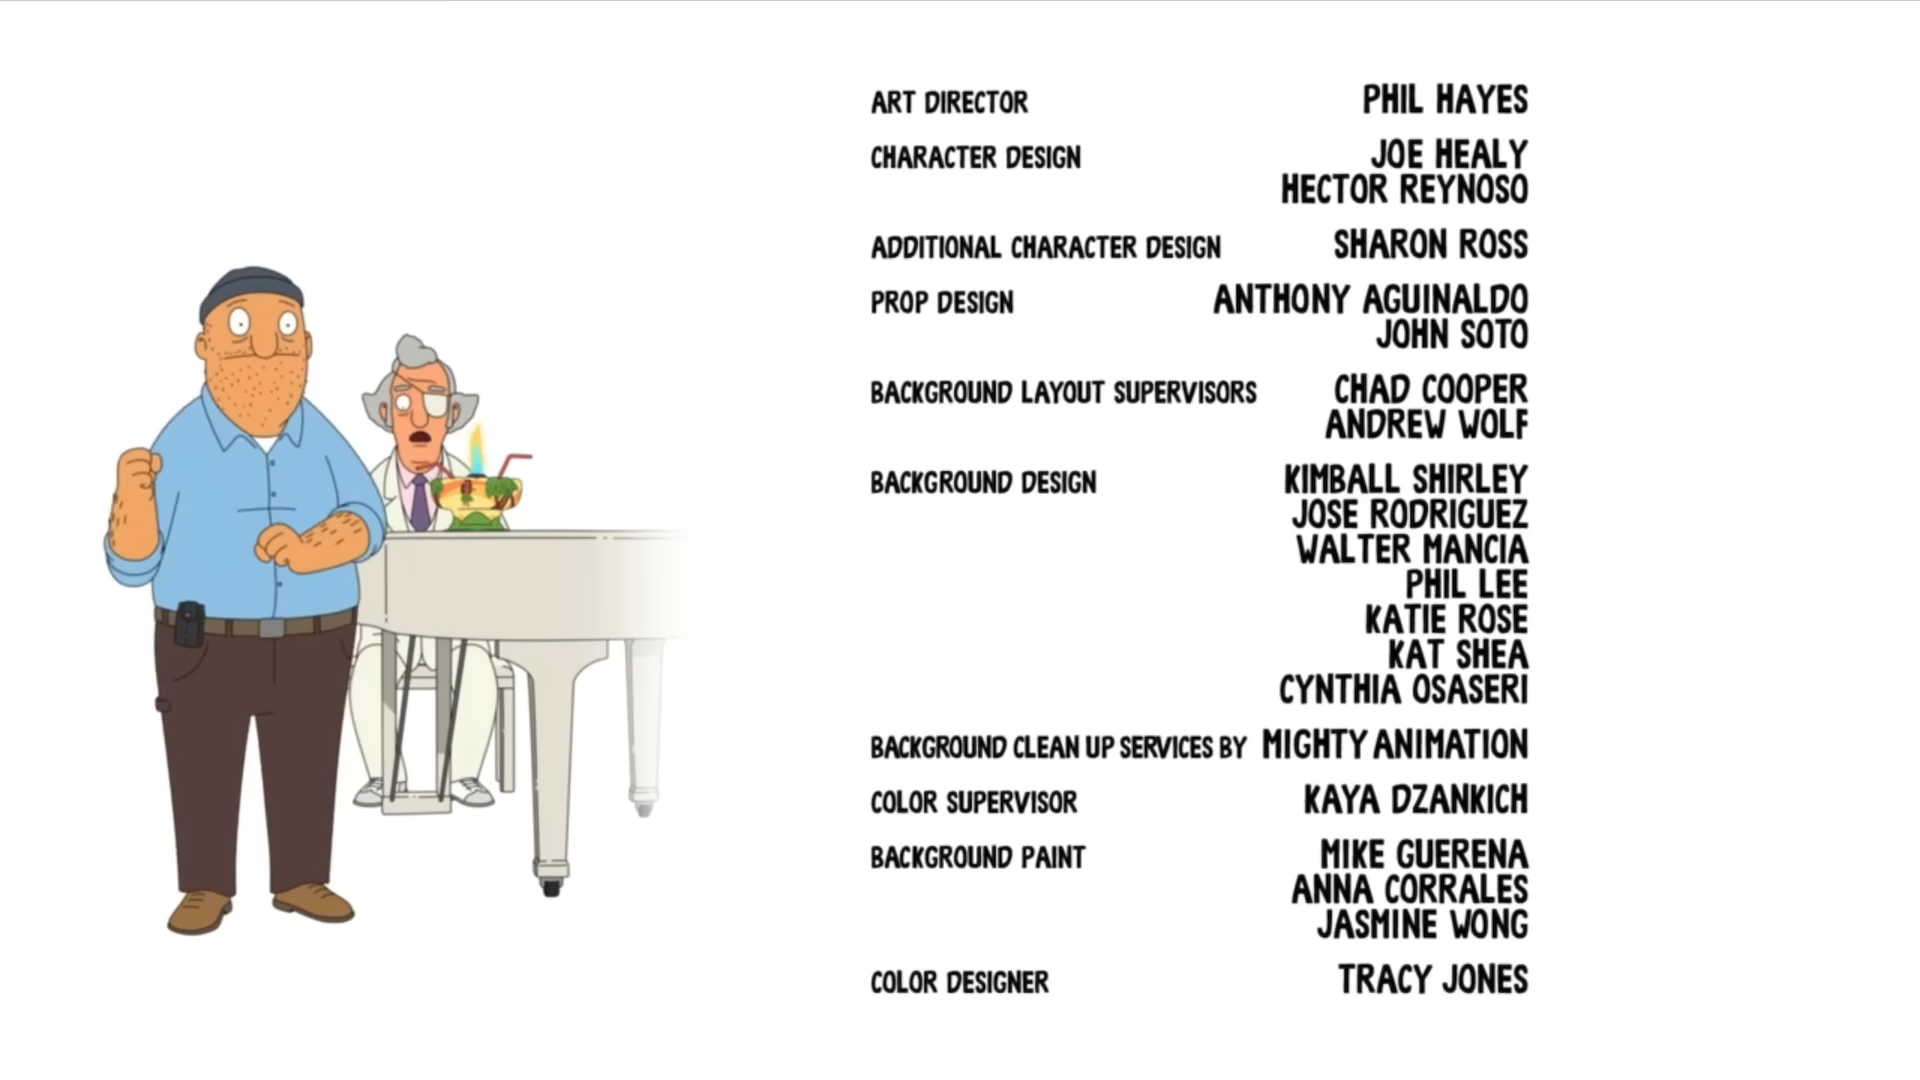 ART DIRECTOR PHIL HAYES
CHARACTER DESIGN JOE HEALY
HECTOR REYNOSO
ADDITIONAL CHARACTER DESIGN SHARON ROSS
PROP DESIGN ANTHONY AGUINALDO
JOHN SOTO
BACKGROUND LAYOUT SUPERVISORS CHAD COOPER
ANDREW WOLF
BACKGROUND DESIGN KIMBALL SHIRLEY
JOSE RODRIGUEZ
WALTER MANCIA
PHIL LEE
KATIE ROSE
KAT SHEA
CYNTHIA OSASERI
BACKGROUND CLEAN UP SERVICES BY MIGHTY ANIMATION
COLOR SUPERVISOR KAYA DZANKICH
BACKGROUND PAINT MIKE GUERENA
ANNA CORRALES
JASMINE WONG
COLOR DESIGNER TRACY JONES